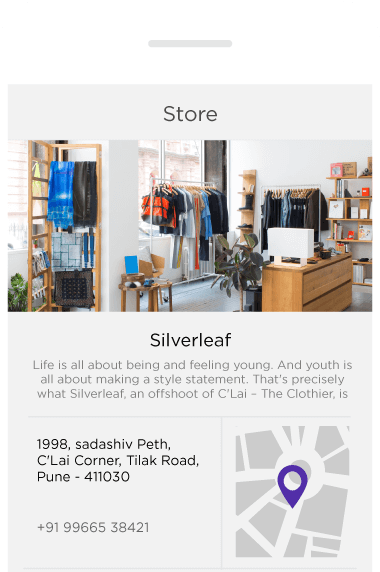 Store
Silverleaf
Life is all about being and feeling young. And youth is
all about making a style statement. That's precisely
what Silverleaf, an offshoot of C'Lai – The Clothier, is
1998, sadashiv Peth,
C'Lai Corner, Tilak Road,
Pune - 411030
+91 99665 38421